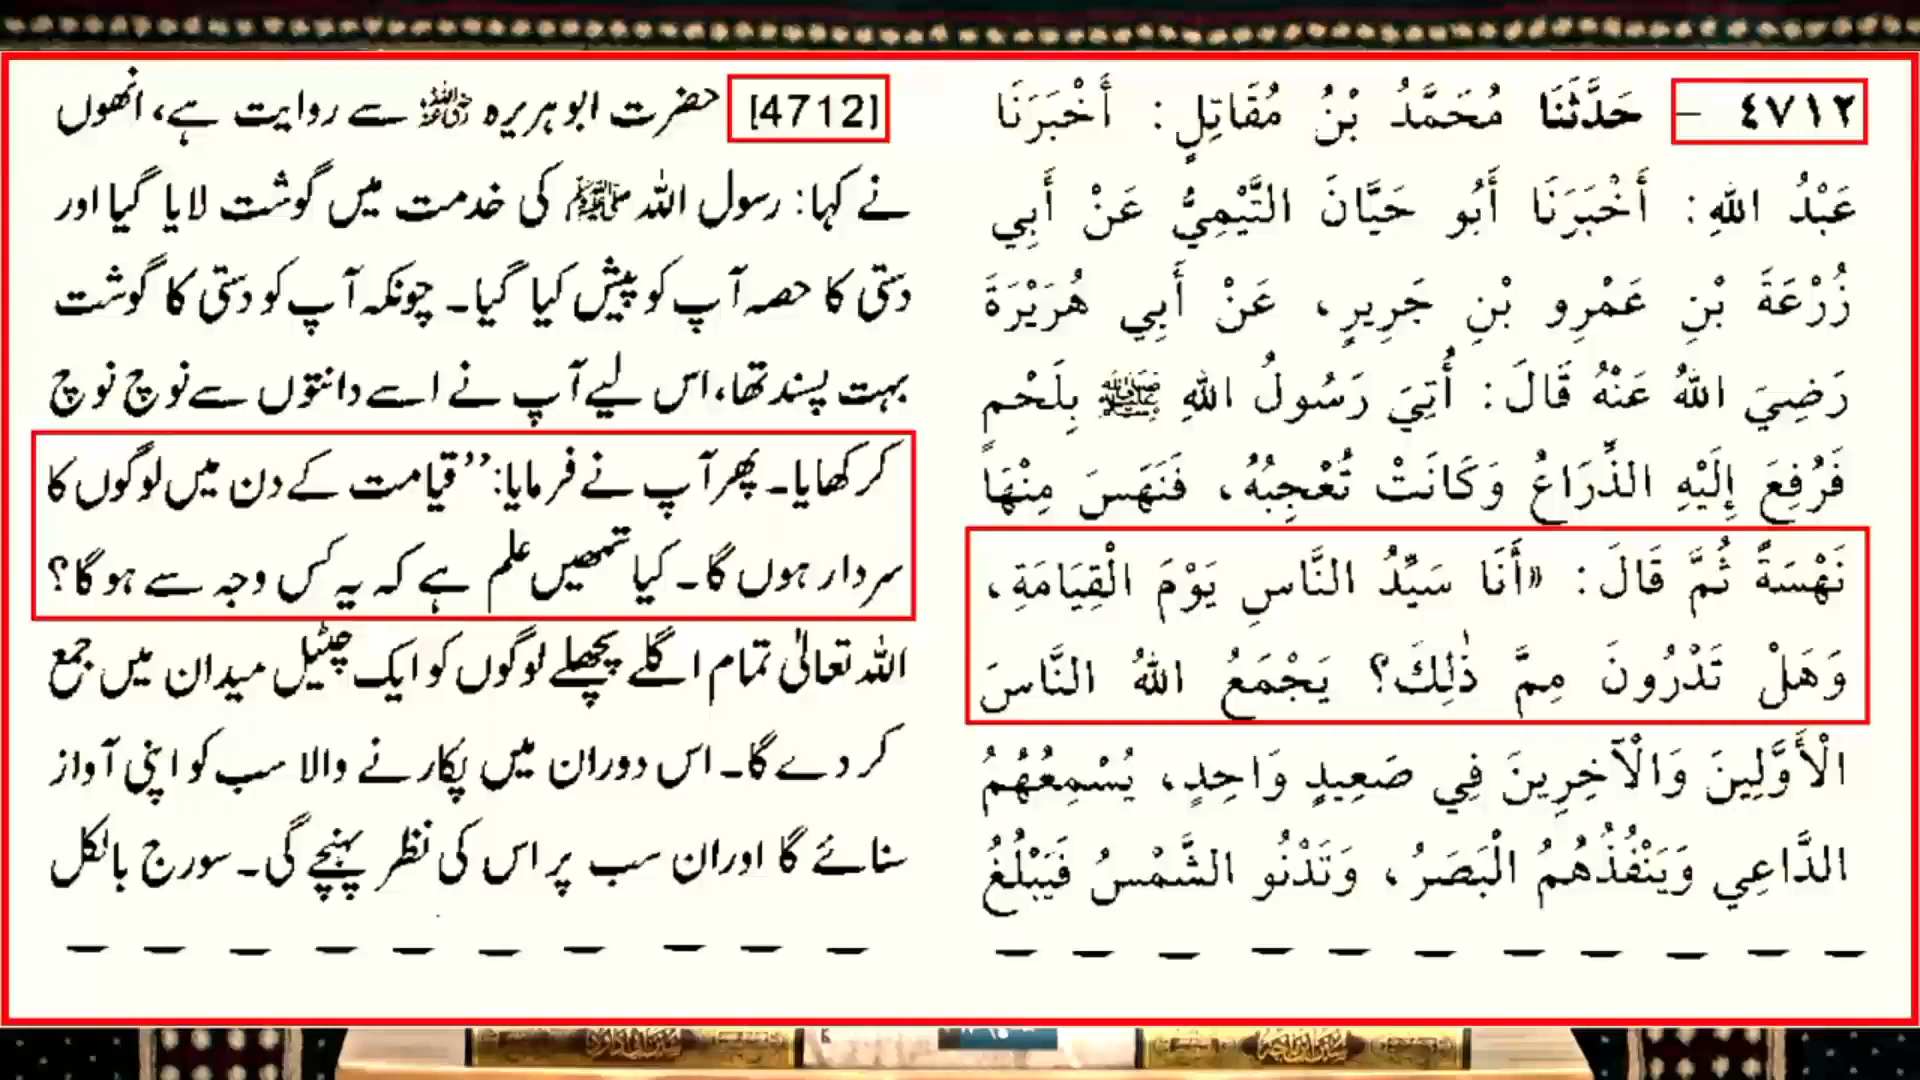 ٤٧١٢ - حَدَّثَنَا مُحَمَّدُ بْنُ مُقَاتِلٍ: أَخْبَرَنَا
عَبْدُ اللهِ: أَخْبَرَنَا أَبُو حَيَّانَ التَّيْمِيُّ عَنْ أَبِي
زُرْعَةَ بْنِ عَمْرِو بْنِ جَرِيرٍ، عَنْ أَبِي هُرَيْرَةَ
رَضِيَ اللهُ عَنْهُ قَالَ: أُتِيَ رَسُولُ اللهِ ﷺ بِلَحْمٍ
فَرُفِعَ إِلَيْهِ الذِّرَاعُ وَكَانَتْ تُعْجِبُهُ، فَنَهَسَ مِنْهَا
نَهْسَةً ثُمَّ قَالَ: «أَنَا سَيِّدُ النَّاسِ يَوْمَ الْقِيَامَةِ،
وَهَلْ تَدْرُونَ مِمَّ ذٰلِكَ؟ يَجْمَعُ اللهُ النَّاسَ
الْأَوَّلِينَ وَالْآخِرِينَ فِي صَعِيدٍ وَاحِدٍ، يُسْمِعُهُمُ
الدَّاعِي وَيَنْفُذُهُمُ الْبَصَرُ، وَتَدْنُو الشَّمْسُ فَيَبْلُغُ
[4712] حضرت ابوہریرہ ؓ سے روایت ہے، انھوں
نے کہا: رسول اللہ ﷺ کی خدمت میں گوشت لایا گیا اور
دستی کا حصہ آپ کو پیش کیا گیا۔ چونکہ آپ کو دستی کا گوشت
بہت پسند تھا، اس لیے آپ نے اسے دانتوں سے نوچ نوچ
کر کھایا۔ پھر آپ نے فرمایا: ’’قیامت کے دن میں لوگوں کا
سردار ہوں گا۔ کیا تمھیں علم ہے کہ یہ کس وجہ سے ہو گا؟
اللہ تعالیٰ تمام اگلے پچھلے لوگوں کو ایک چٹیل میدان میں جمع
کر دے گا۔ اس دوران میں پکارنے والا سب کو اپنی آواز
سنائے گا اور ان سب پر اس کی نظر پہنچے گی۔ سورج بالکل
سنن ابی داود
سنن ابن ماجہ